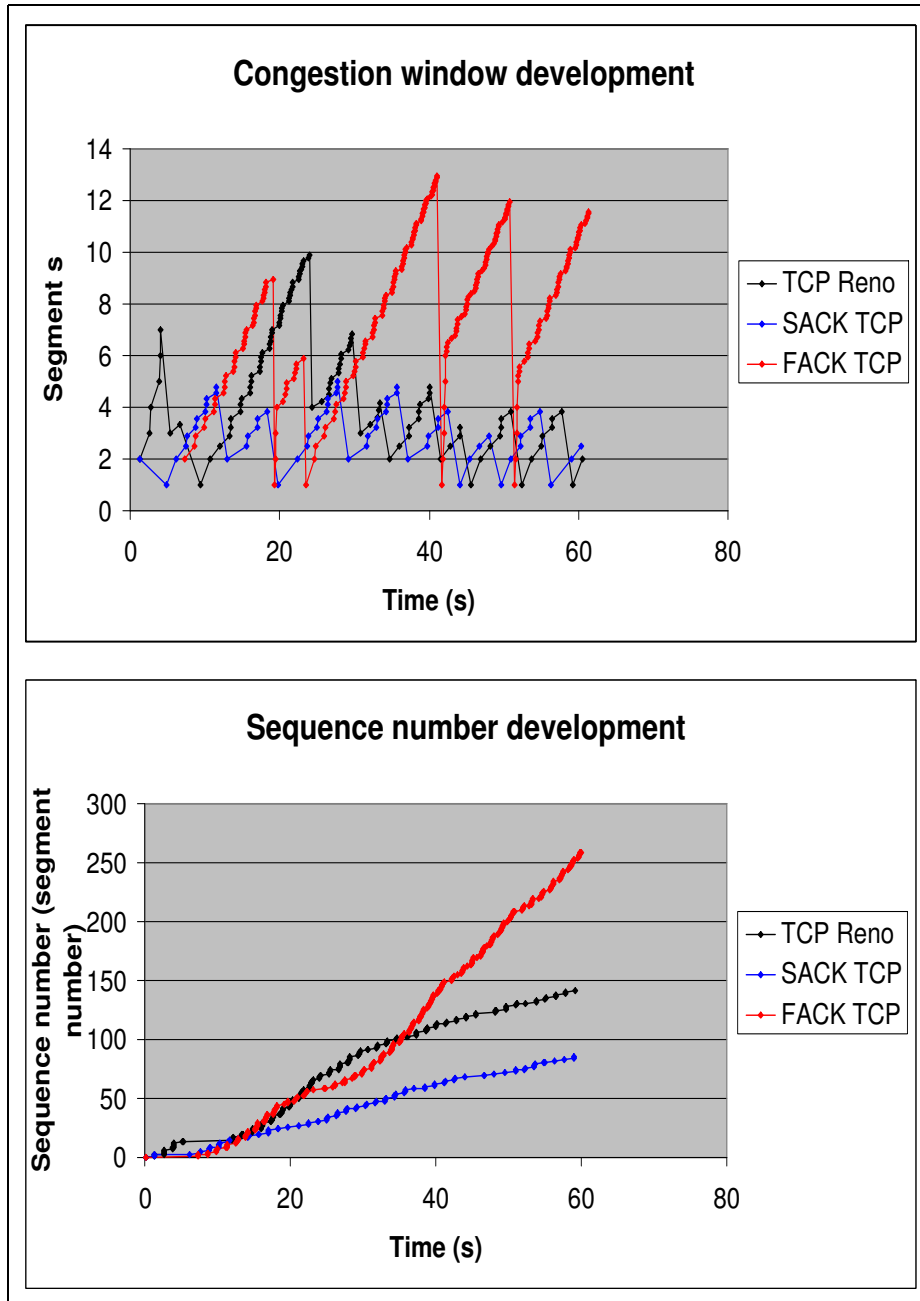 Congestion window development
Segment s
14
12
10
8
6
4
2
0
0 20 40 60 80
Time (s)
TCP Reno
SACK TCP
FACK TCP
Sequence number development
Sequence number (segment
number)
300
250
200
150
100
50
0
0 20 40 60 80
Time (s)
TCP Reno
SACK TCP
FACK TCP